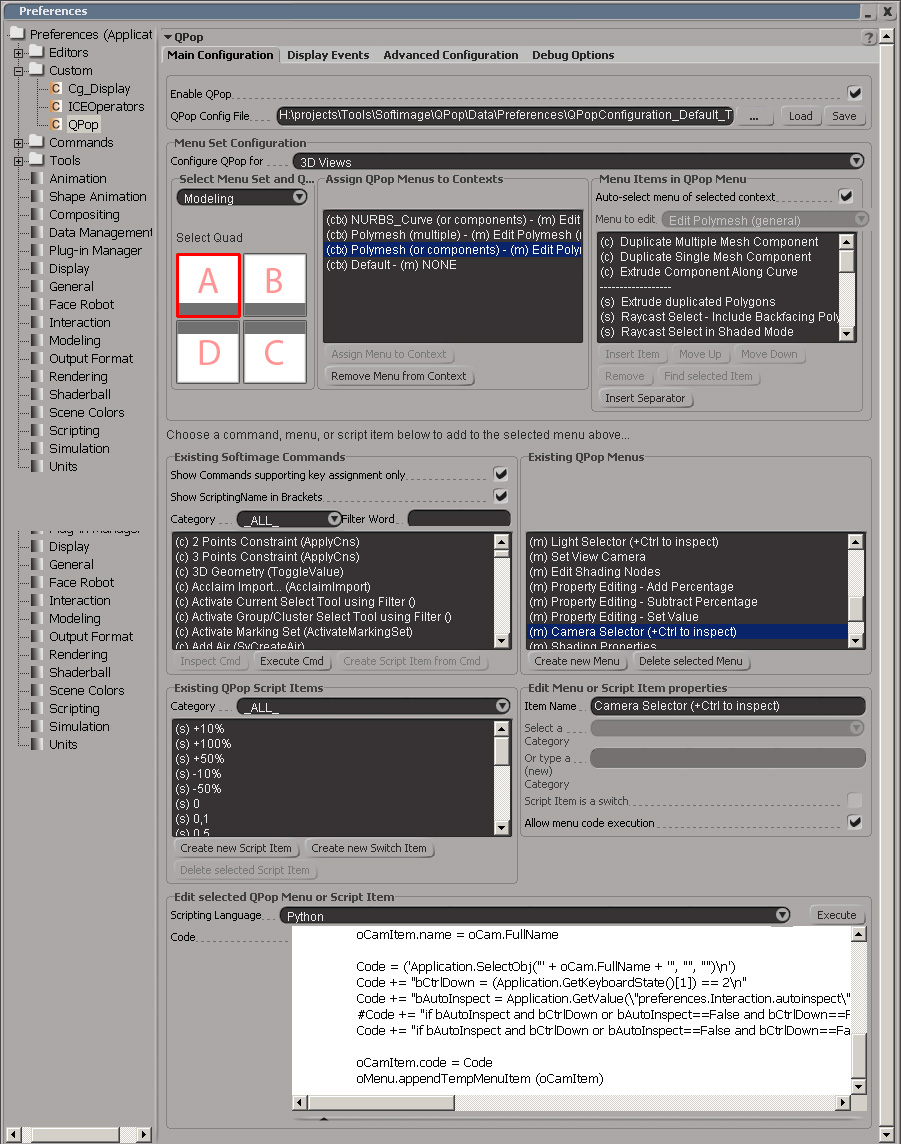 Preferences
Preferences (Applicat
Editors
Custom
Cg_Display
ICEOperators
QPop
Commands
Tools
Animation
Shape Animation
Compositing
Data Management
Plug-in Manager
Display
General
Face Robot
Interaction
Modeling
Output Format
Rendering
Shaderball
Scene Colors
Scripting
Simulation
Units
Display
General
Face Robot
Interaction
Modeling
Output Format
Rendering
Shaderball
Scene Colors
Scripting
Simulation
Units
QPop
?
Main Configuration Display Events Advanced Configuration Debug Options
Enable QPop
QPop Config File H:\projects\Tools\Softimage\QPop\Data\Preferences\QPopConfiguration_Default_T ... Load Save
Menu Set Configuration
Configure QPop for 3D Views
Select Menu Set and Q...
Modeling
Select Quad
A B
D C
Assign QPop Menus to Contexts
(ctx) NURBS_Curve (or components) - (m) Edit
(ctx) Polymesh (multiple) - (m) Edit Polymesh (
(ctx) Polymesh (or components) - (m) Edit Poly
(ctx) Default - (m) NONE
Assign Menu to Context
Remove Menu from Context
Menu Items in QPop Menu
Auto-select menu of selected context
Menu to edit Edit Polymesh (general)
(c) Duplicate Multiple Mesh Component
(c) Duplicate Single Mesh Component
(c) Extrude Component Along Curve
------------------
(s) Extrude duplicated Polygons
(s) Raycast Select - Include Backfacing Poly
(s) Raycast Select in Shaded Mode
Insert Item Move Up Move Down
Remove Find selected Item
Insert Separator
Choose a command, menu, or script item below to add to the selected menu above...
Existing Softimage Commands
Show Commands supporting key assignment only
Show ScriptingName in Brackets
Category _ALL_ Filter Word
(c) 2 Points Constraint (ApplyCns)
(c) 3 Points Constraint (ApplyCns)
(c) 3D Geometry (ToggleValue)
(c) Acclaim Import... (AcclaimImport)
(c) Activate Current Select Tool using Filter ()
(c) Activate Group/Cluster Select Tool using Filter ()
(c) Activate Marking Set (ActivateMarkingSet)
(c) Add Air (SyCreateAir)
Inspect Cmd Execute Cmd Create Script Item from Cmd
Existing QPop Menus
(m) Light Selector (+Ctrl to inspect)
(m) Set View Camera
(m) Edit Shading Nodes
(m) Property Editing - Add Percentage
(m) Property Editing - Subtract Percentage
(m) Property Editing - Set Value
(m) Camera Selector (+Ctrl to inspect)
(m) Shading Properties
Create new Menu Delete selected Menu
Existing QPop Script Items
Category _ALL_
(s) +10%
(s) +100%
(s) +50%
(s) -10%
(s) -50%
(s) 0
(s) 0,1
(s) 0,5
Create new Script Item Create new Switch Item
Delete selected Script Item
Edit Menu or Script Item properties
Item Name Camera Selector (+Ctrl to inspect)
Select a
Category
Or type a
(new)
Category
Script Item is a switch
Allow menu code execution
Edit selected QPop Menu or Script Item
Scripting Language Python Execute
Code
oCamItem.name = oCam.FullName
Code = ('Application.SelectObj("' + oCam.FullName + '", "", "")\n')
Code += "bCtrlDown = (Application.GetKeyboardState()[1]) == 2\n"
Code += "bAutoInspect = Application.GetValue(\"preferences.Interaction.autoinspect\"
#Code += "if bAutoInspect and bCtrlDown or bAutoInspect==False and bCtrlDown==F
Code += "if bAutoInspect and bCtrlDown or bAutoInspect==False and bCtrlDown==Fa
oCamItem.code = Code
oMenu.appendTempMenuItem (oCamItem)